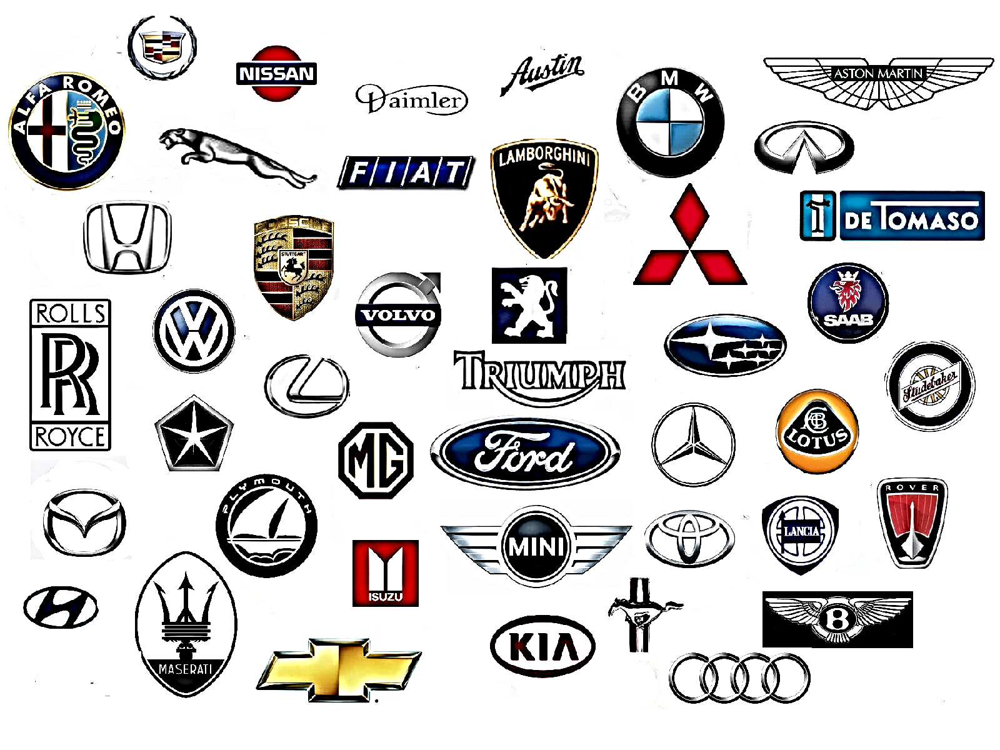 NISSAN
Austin
ASTON MARTIN
Daimler
ALFA ROMEO
BMW
LAMBORGHINI
FIAT
DE TOMASO
PORSCHE
STUTTGART
ROLLS
RR
ROYCE
VOLVO
SAAB
TRIUMPH
Studebaker
LOTUS
MG
Ford
PLYMOUTH
ROVER
MINI
LANCIA
ISUZU
B
KIA
MASERATI